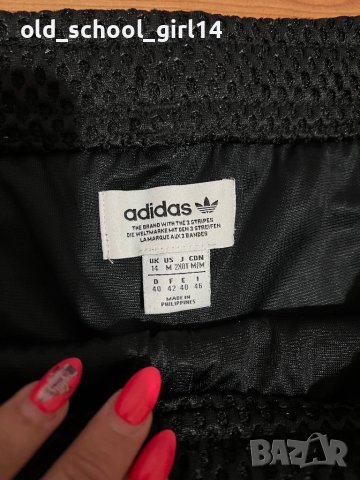 old_school_girl14
adidas
THE BRAND WITH THE 3 STRIPES
DIE WELTMARKE MIT DEN 3 STREIFEN
LA MARQUE AUX 3 BANDES
UK US J CDN
14 M 2XOT M/M
D F E I
40 42 40 46
MADE IN
PHILIPPINES
BAZAR